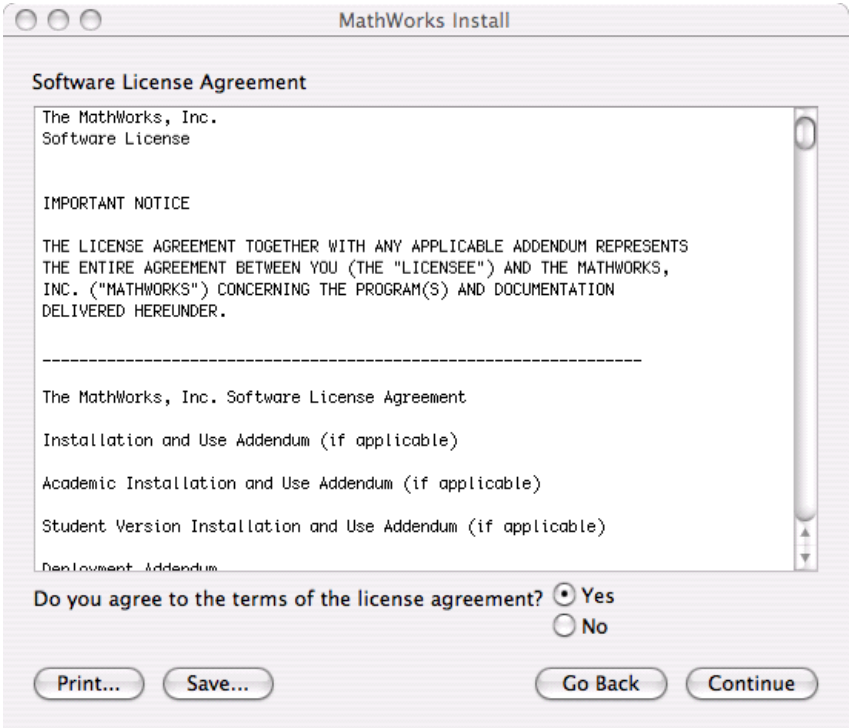 MathWorks Install
Software License Agreement
The MathWorks, Inc.
Software License
IMPORTANT NOTICE
THE LICENSE AGREEMENT TOGETHER WITH ANY APPLICABLE ADDENDUM REPRESENTS
THE ENTIRE AGREEMENT BETWEEN YOU (THE "LICENSEE") AND THE MATHWORKS,
INC. ("MATHWORKS") CONCERNING THE PROGRAM(S) AND DOCUMENTATION
DELIVERED HEREUNDER.
-----------------------------------------------------------------
The MathWorks, Inc. Software License Agreement
Installation and Use Addendum (if applicable)
Academic Installation and Use Addendum (if applicable)
Student Version Installation and Use Addendum (if applicable)
Deployment Addendum
Do you agree to the terms of the license agreement? Yes
No
Print... Save... Go Back Continue